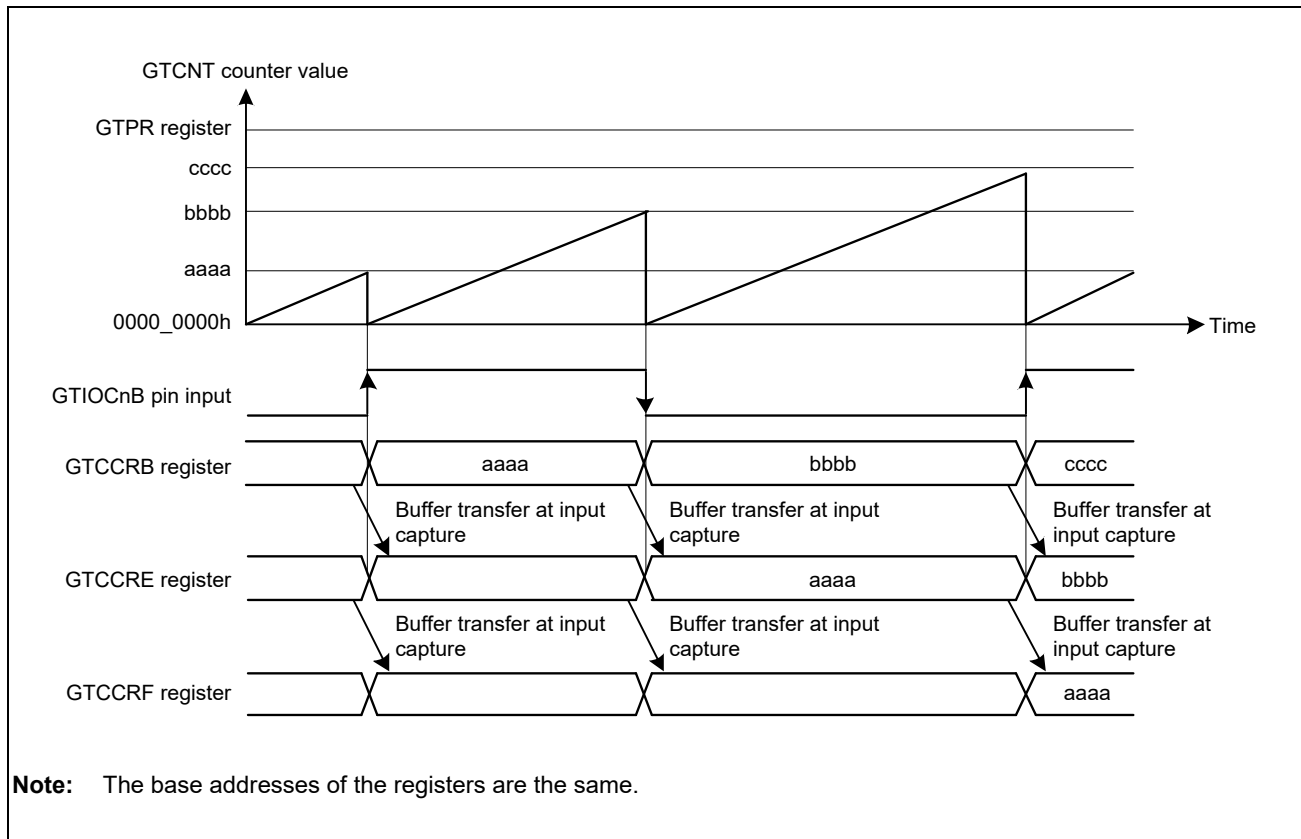 GTCNT counter value
GTPR register
cccc
bbbb
aaaa
0000_0000h
Time
GTIOCnB pin input
GTCCRB register
aaaa
bbbb
cccc
Buffer transfer at input
capture
Buffer transfer at input
capture
Buffer transfer at
input capture
GTCCRE register
aaaa
bbbb
Buffer transfer at input
capture
Buffer transfer at input
capture
Buffer transfer at
input capture
GTCCRF register
aaaa
Note: The base addresses of the registers are the same.